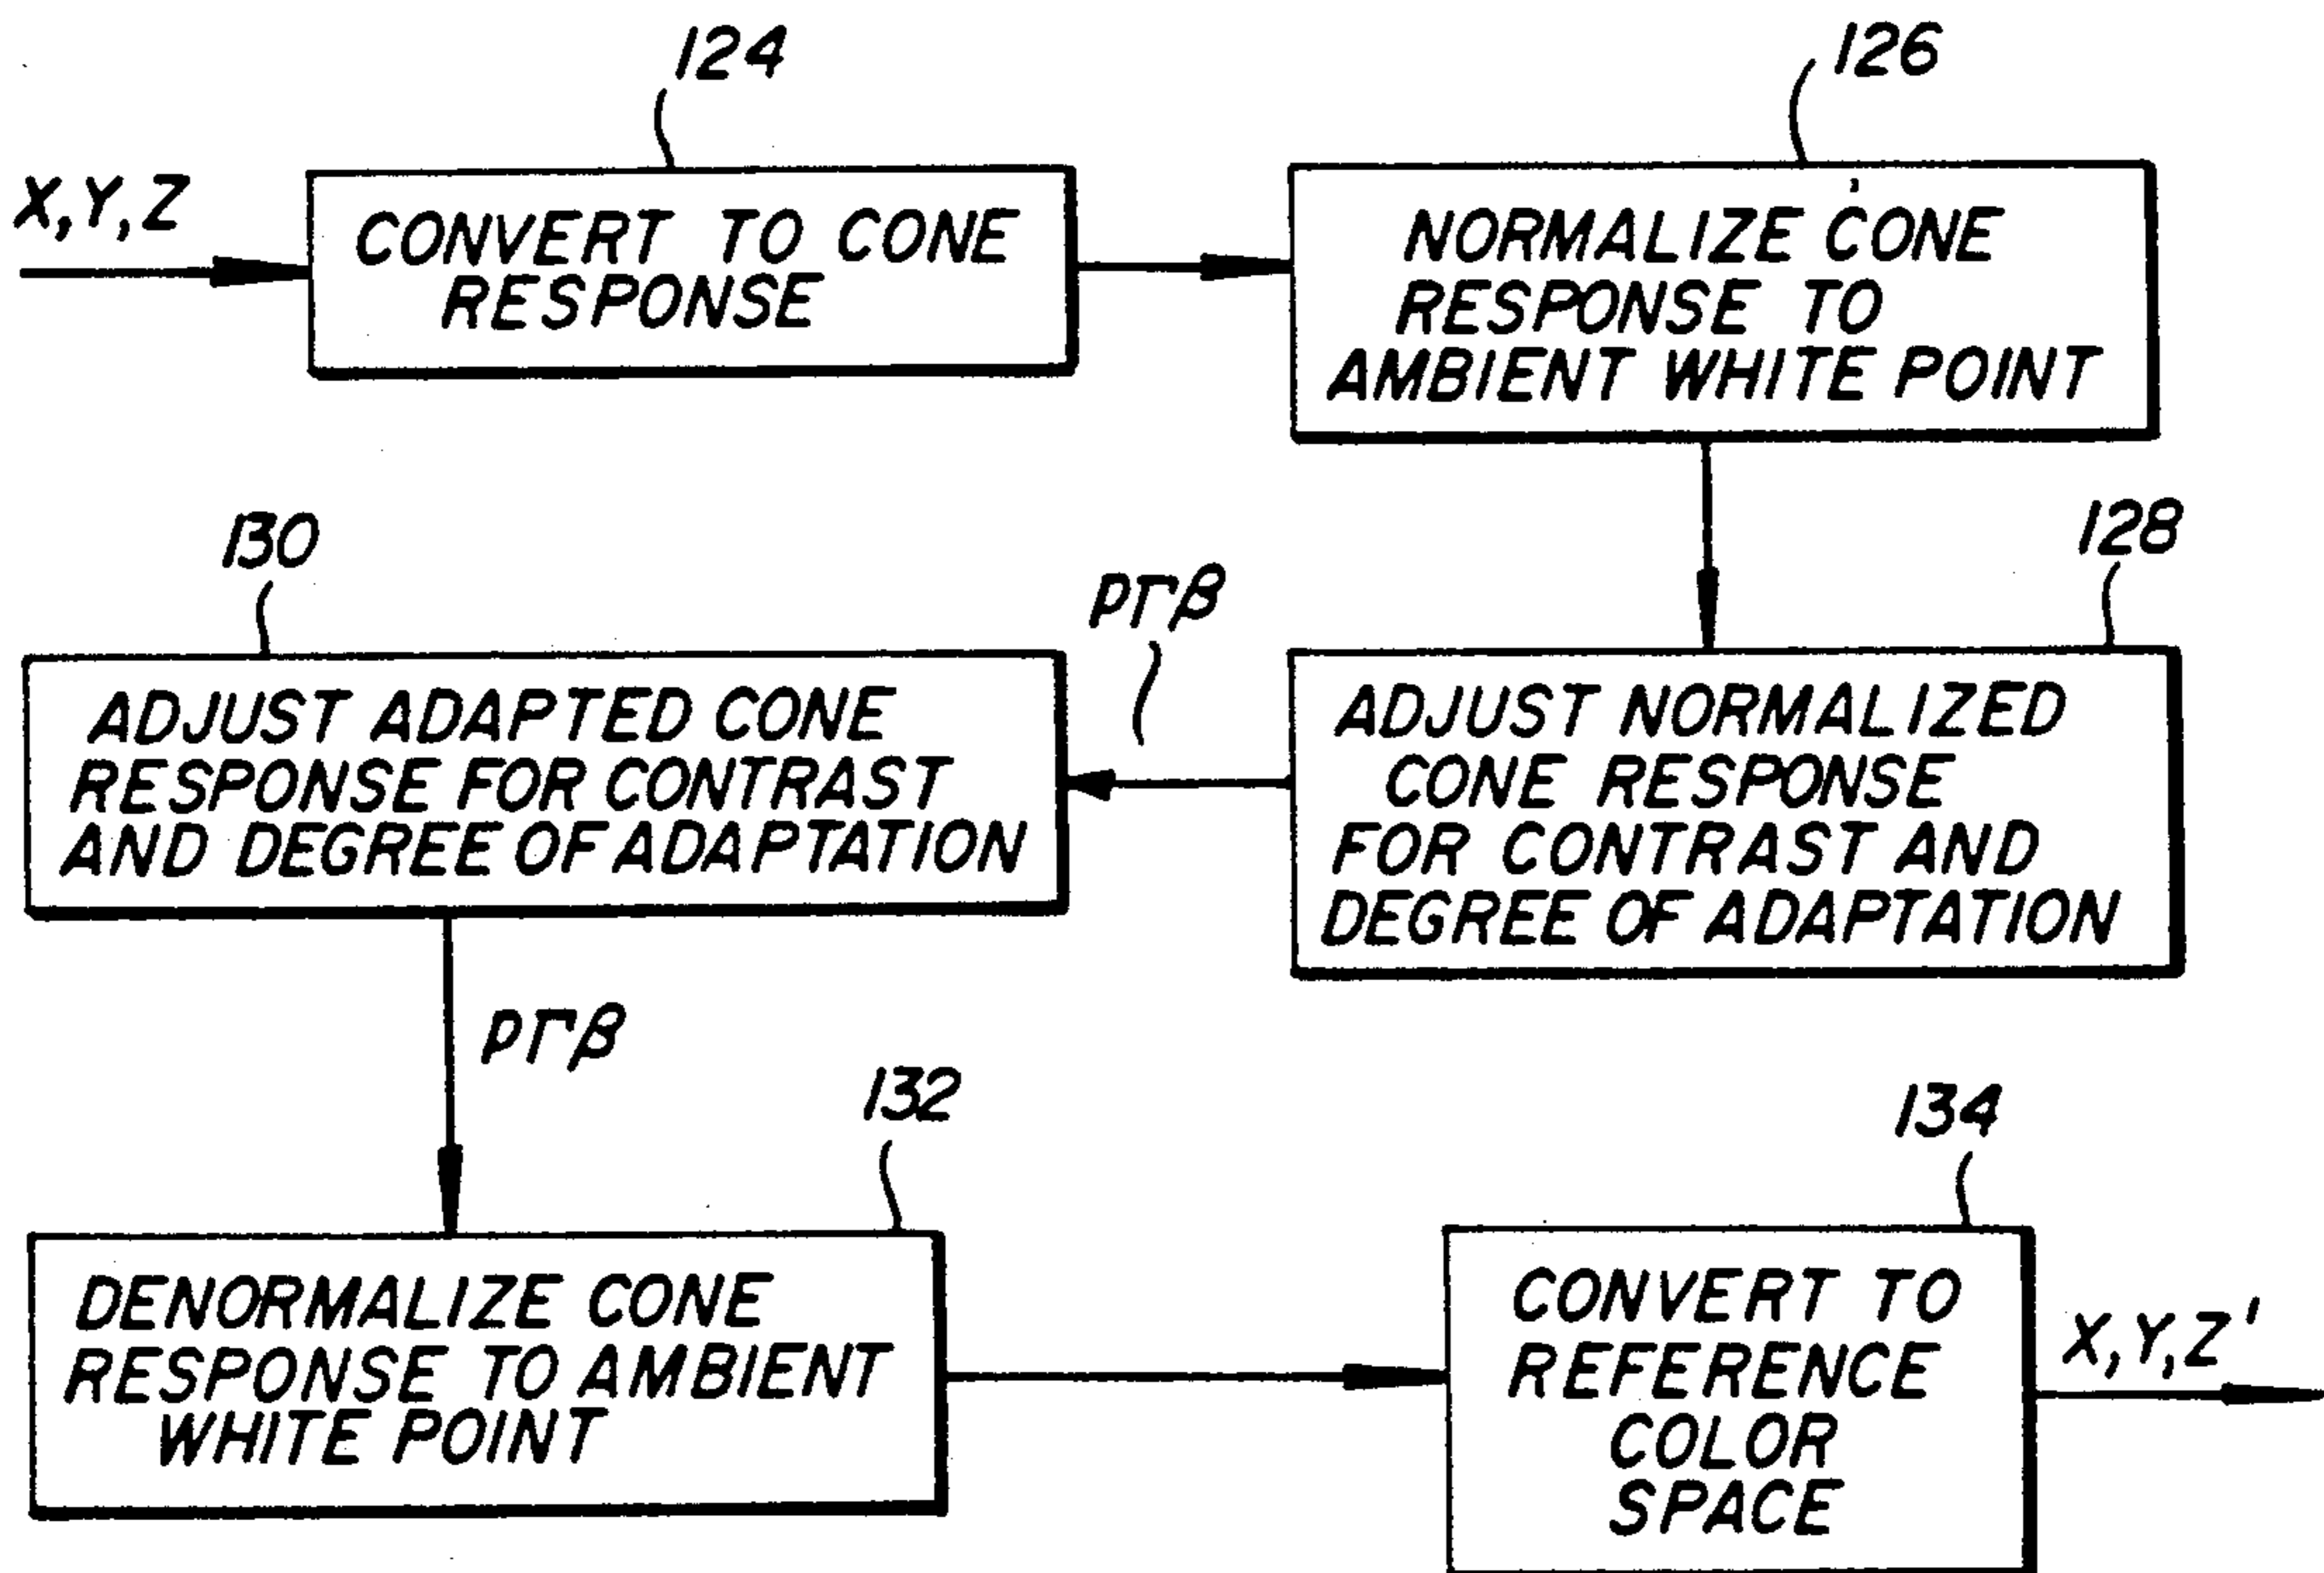 124
126
X,Y,Z
CONVERT TO CONE
RESPONSE
NORMALIZE CONE
RESPONSE TO
AMBIENT WHITE POINT
130
128
ρΓβ
ADJUST ADAPTED CONE
RESPONSE FOR CONTRAST
AND DEGREE OF ADAPTATION
ADJUST NORMALIZED
CONE RESPONSE
FOR CONTRAST AND
DEGREE OF ADAPTATION
ρΓβ
132
134
DENORMALIZE CONE
RESPONSE TO AMBIENT
WHITE POINT
CONVERT TO
REFERENCE
COLOR
SPACE
X,Y,Z'